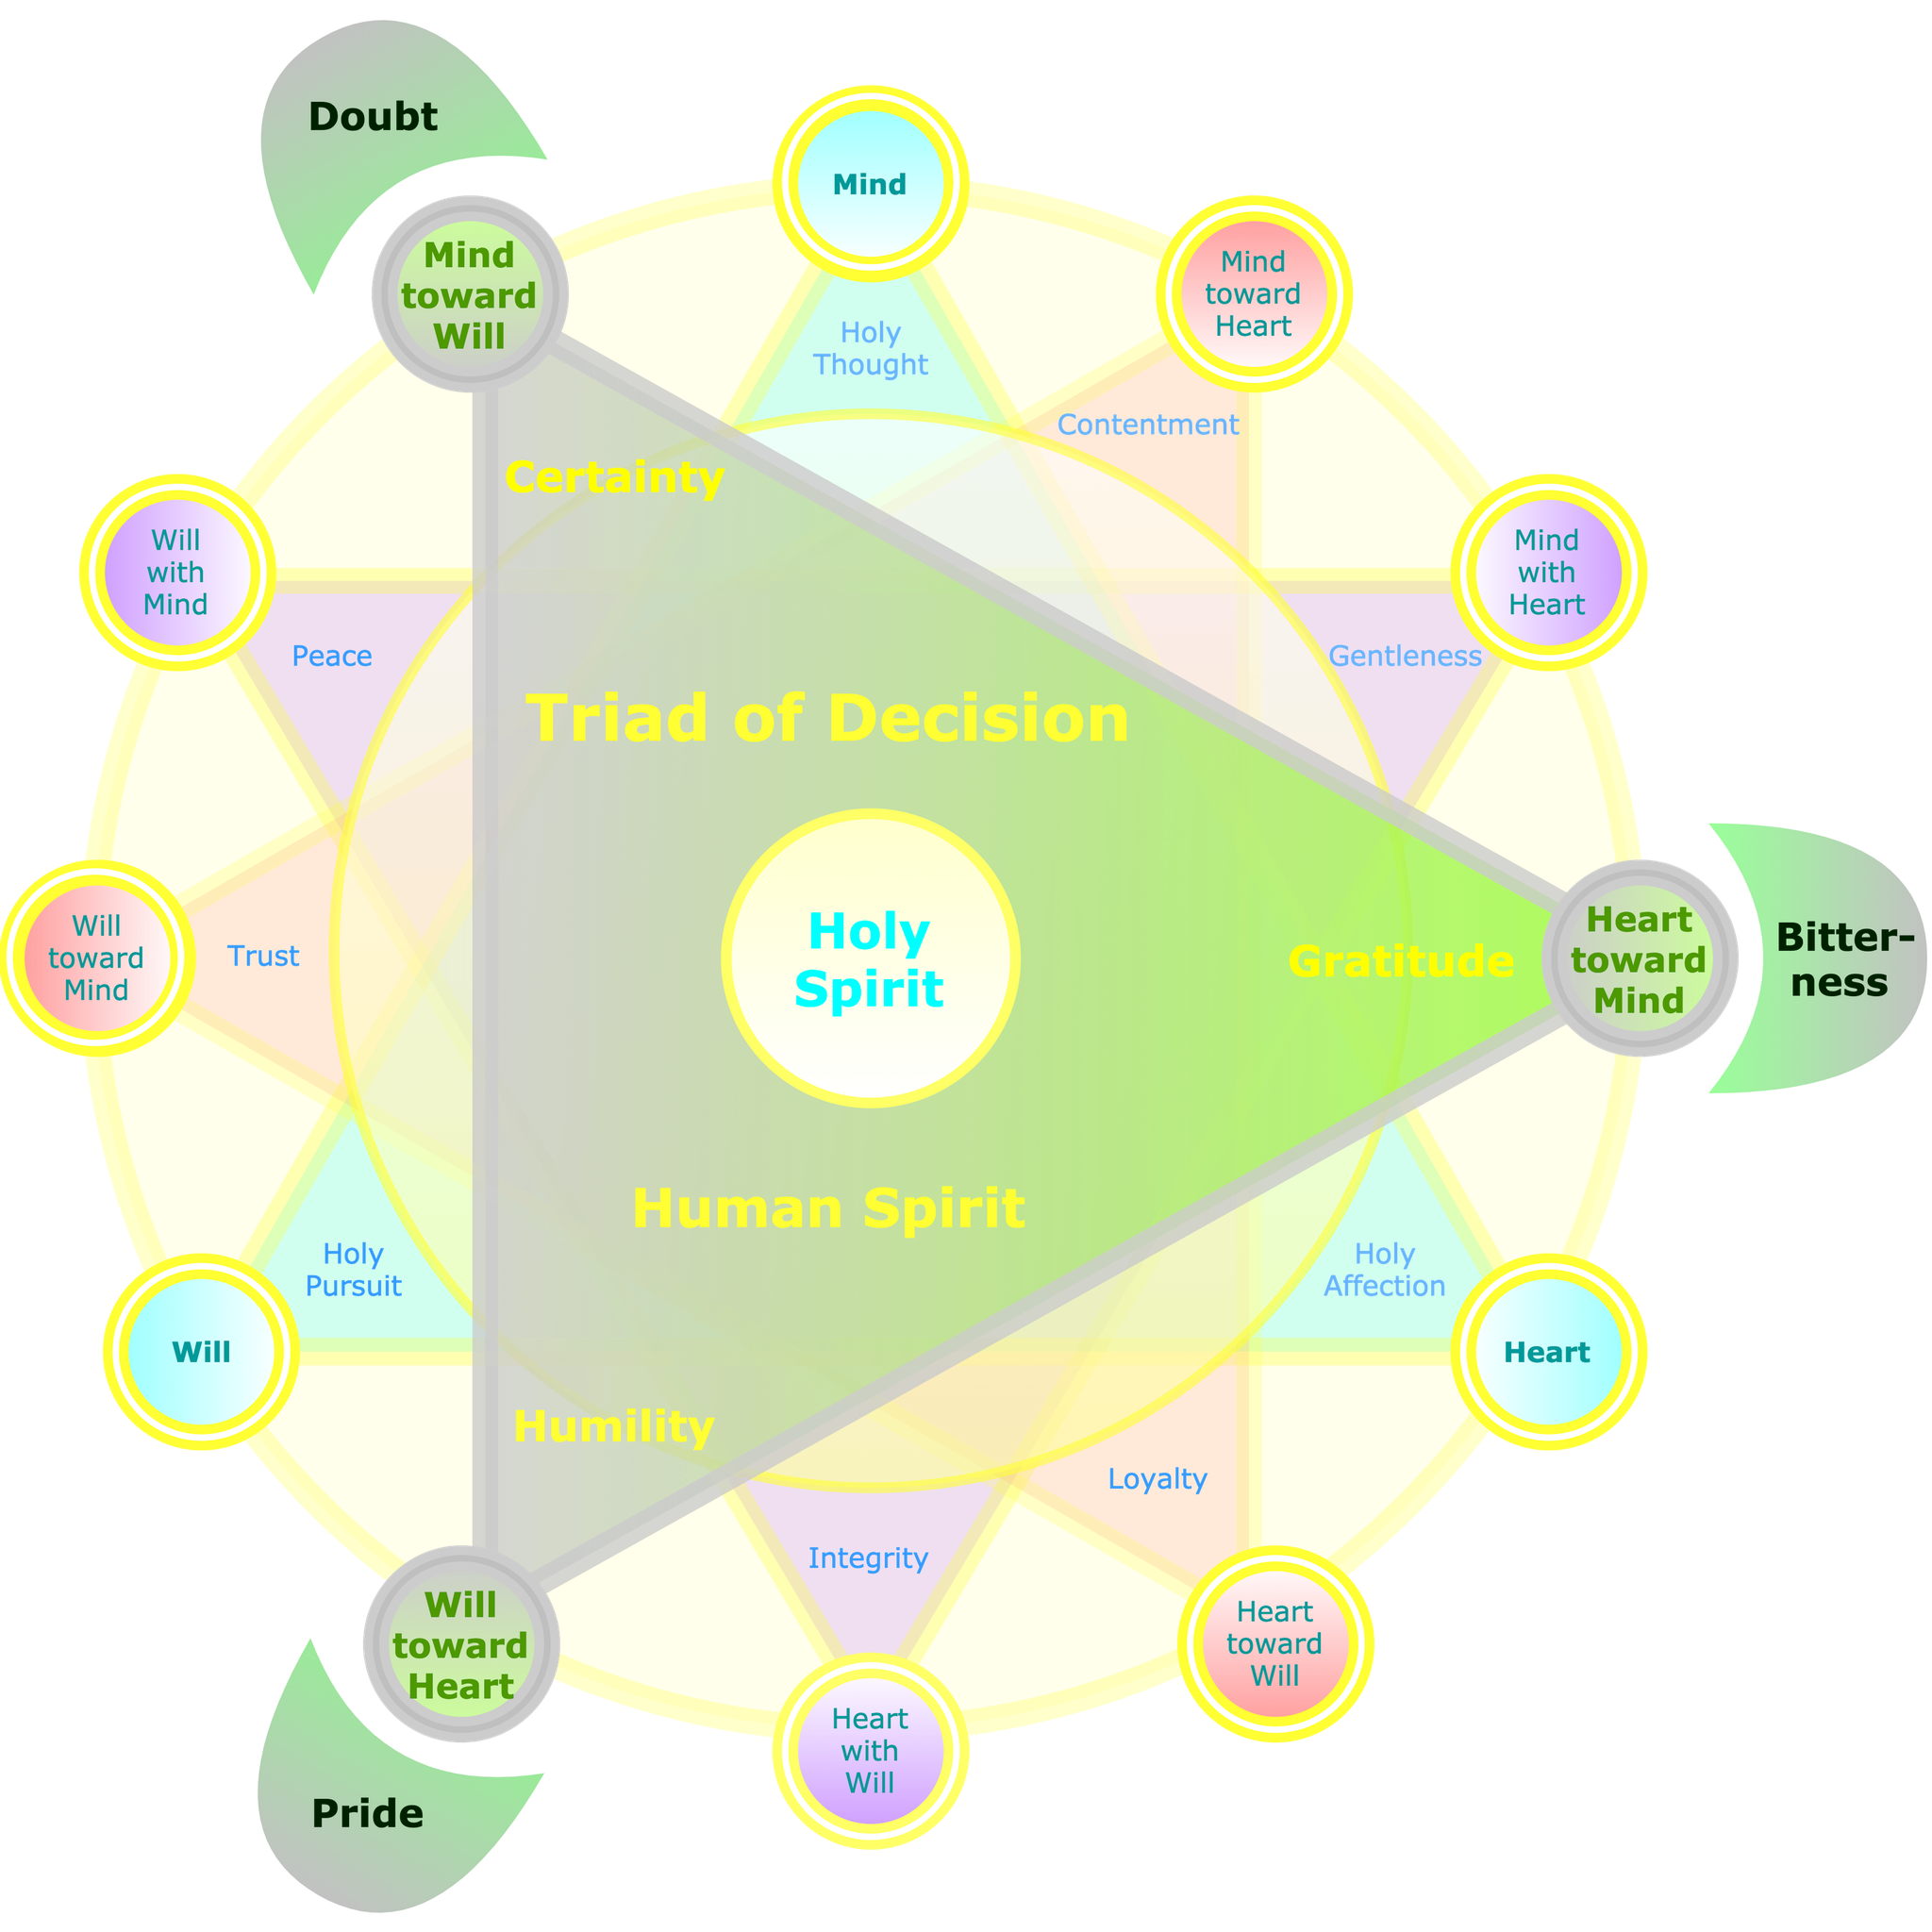 Doubt
Mind
Mind
toward
Will
Mind
toward
Heart
Holy
Thought
Contentment
Certainty
Will
with
Mind
Mind
with
Heart
Peace
Gentleness
Triad of Decision
Will
toward
Mind
Trust
Holy
Spirit
Gratitude
Heart
toward
Mind
Bitter-
ness
Human Spirit
Holy
Pursuit
Holy
Affection
Will
Heart
Humility
Loyalty
Integrity
Will
toward
Heart
Heart
toward
Will
Heart
with
Will
Pride